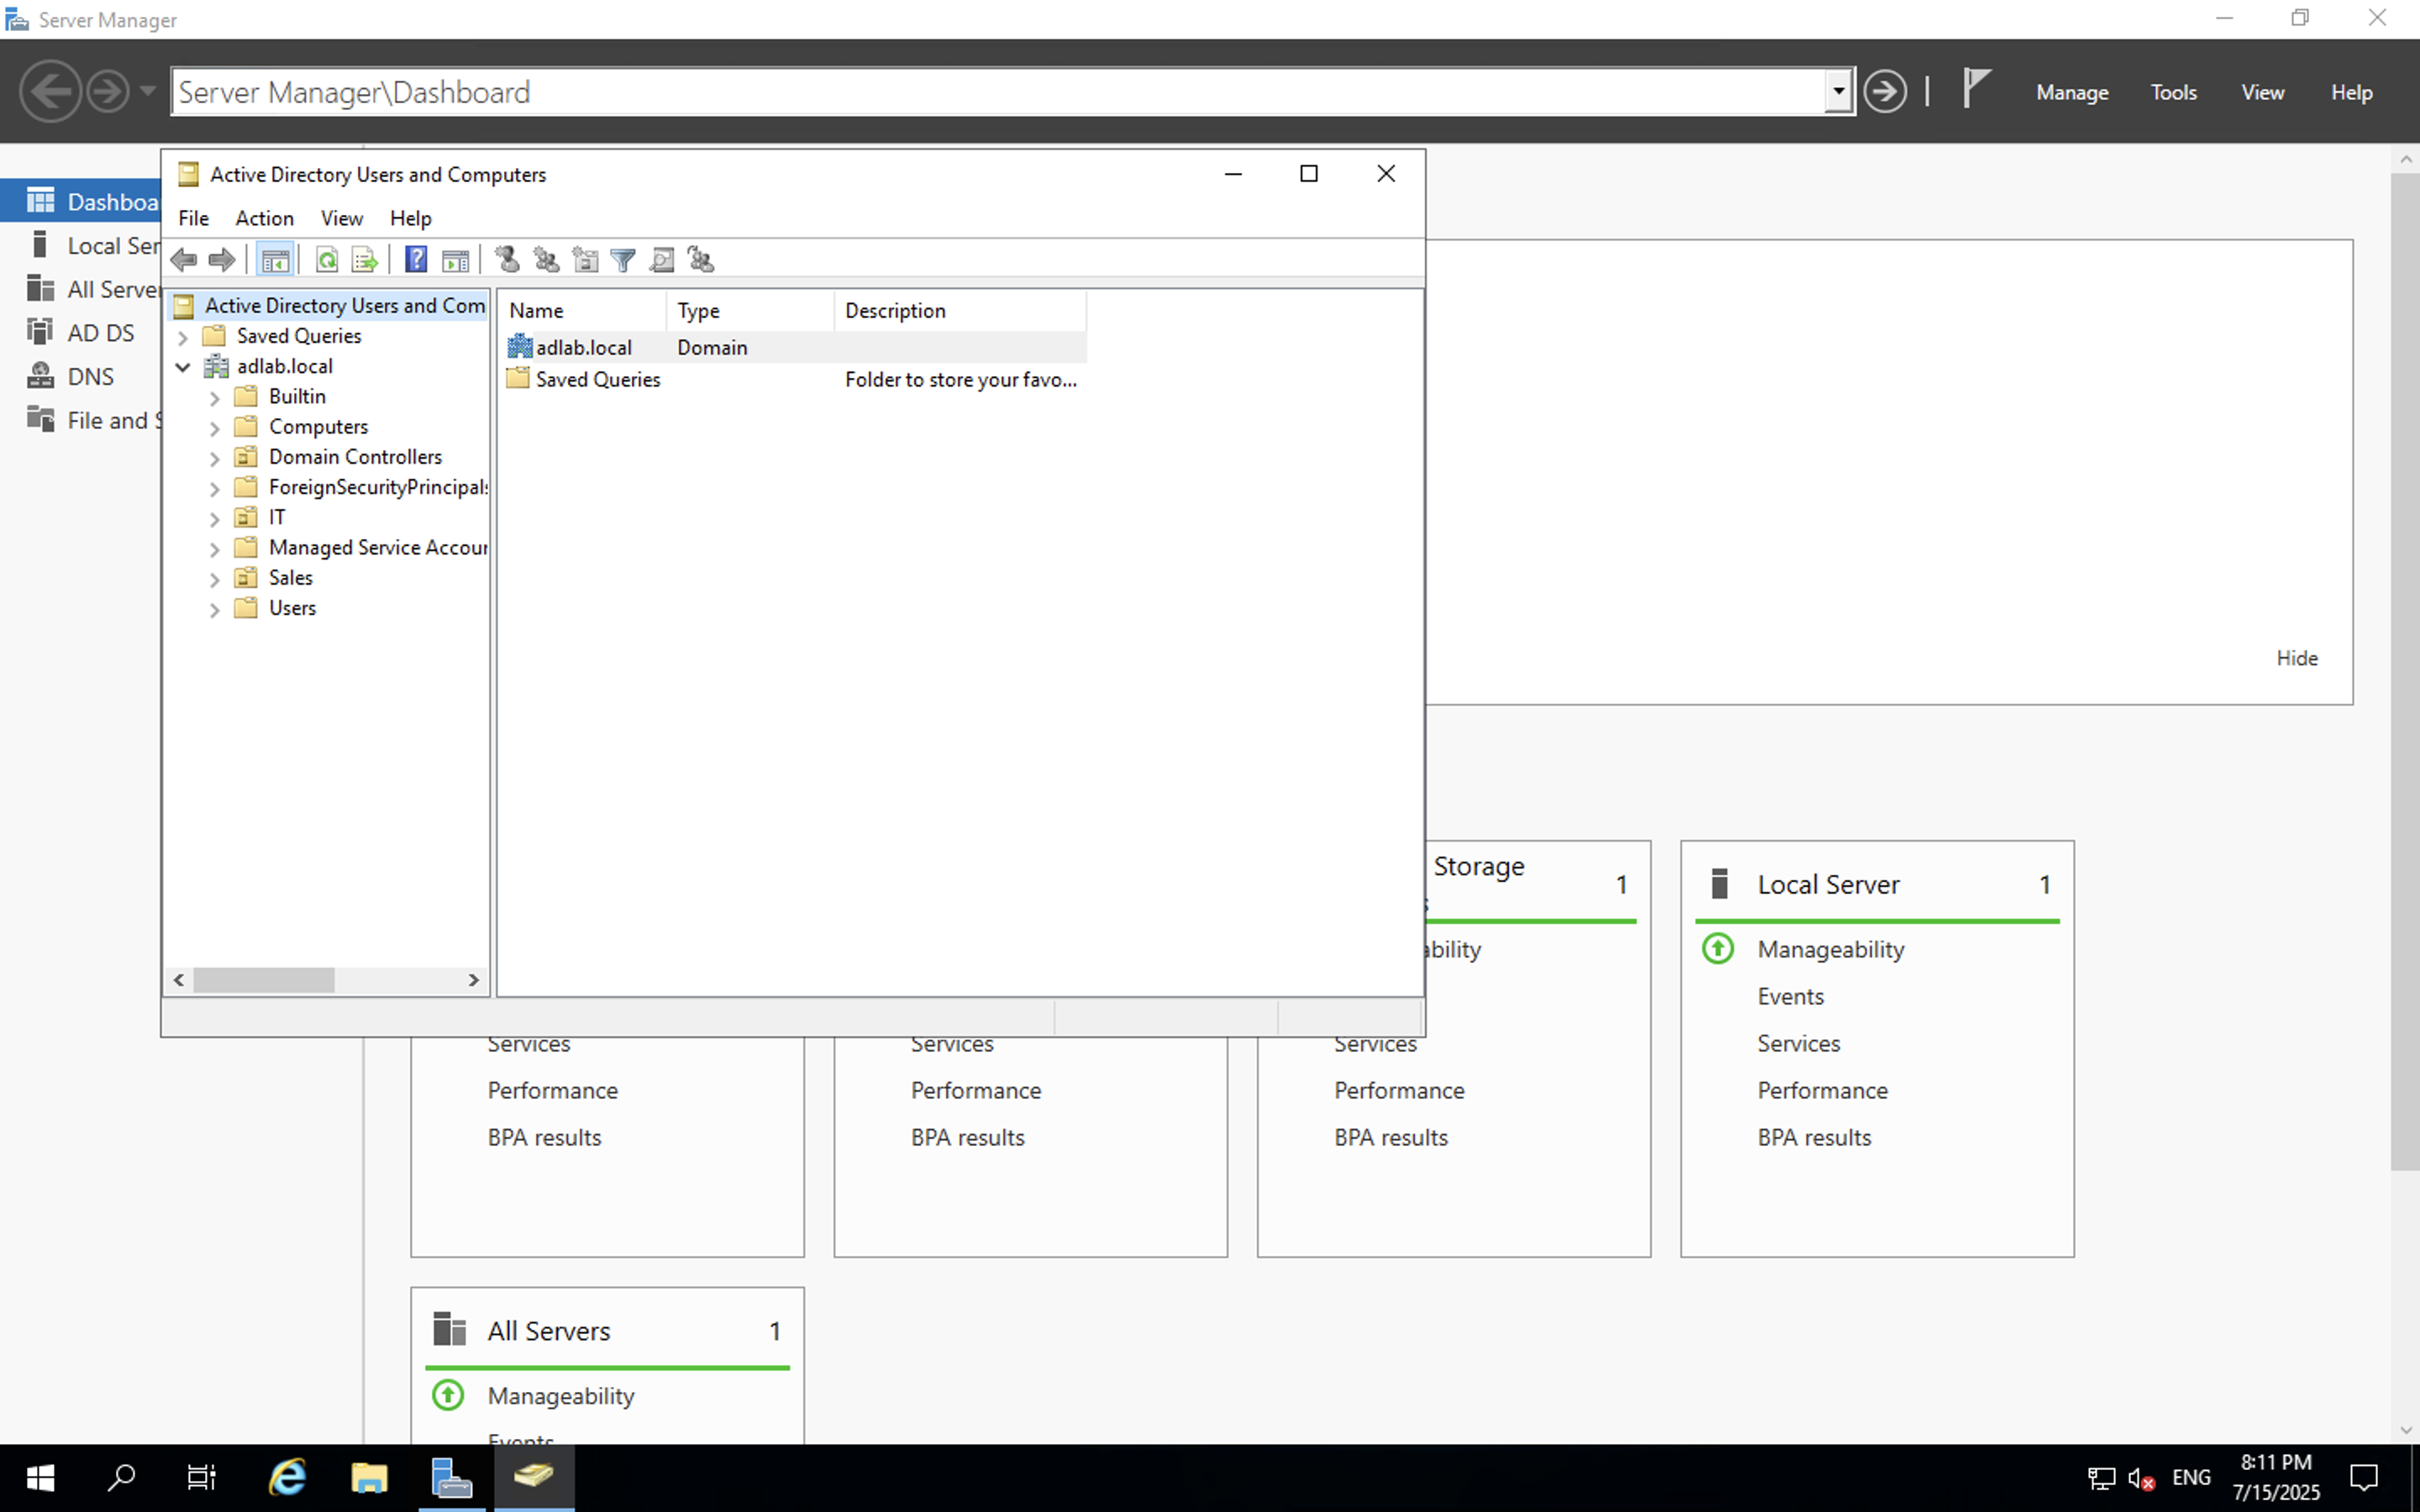 Server Manager
Server Manager\Dashboard
Manage Tools View Help
Active Directory Users and Computers
File Action View Help
Dashboa
Local Ser
All Server
AD DS
DNS
File and S
Active Directory Users and Com
Saved Queries
adlab.local
Builtin
Computers
Domain Controllers
ForeignSecurityPrincipals
IT
Managed Service Accoun
Sales
Users
Name Type Description
adlab.local Domain
Saved Queries Folder to store your favo...
Hide
Storage 1
s
ability
Services
Performance
BPA results
Services
Performance
BPA results
Services
Performance
BPA results
Local Server 1
Manageability
Events
Services
Performance
BPA results
All Servers 1
Manageability
Events
ENG
8:11 PM
7/15/2025